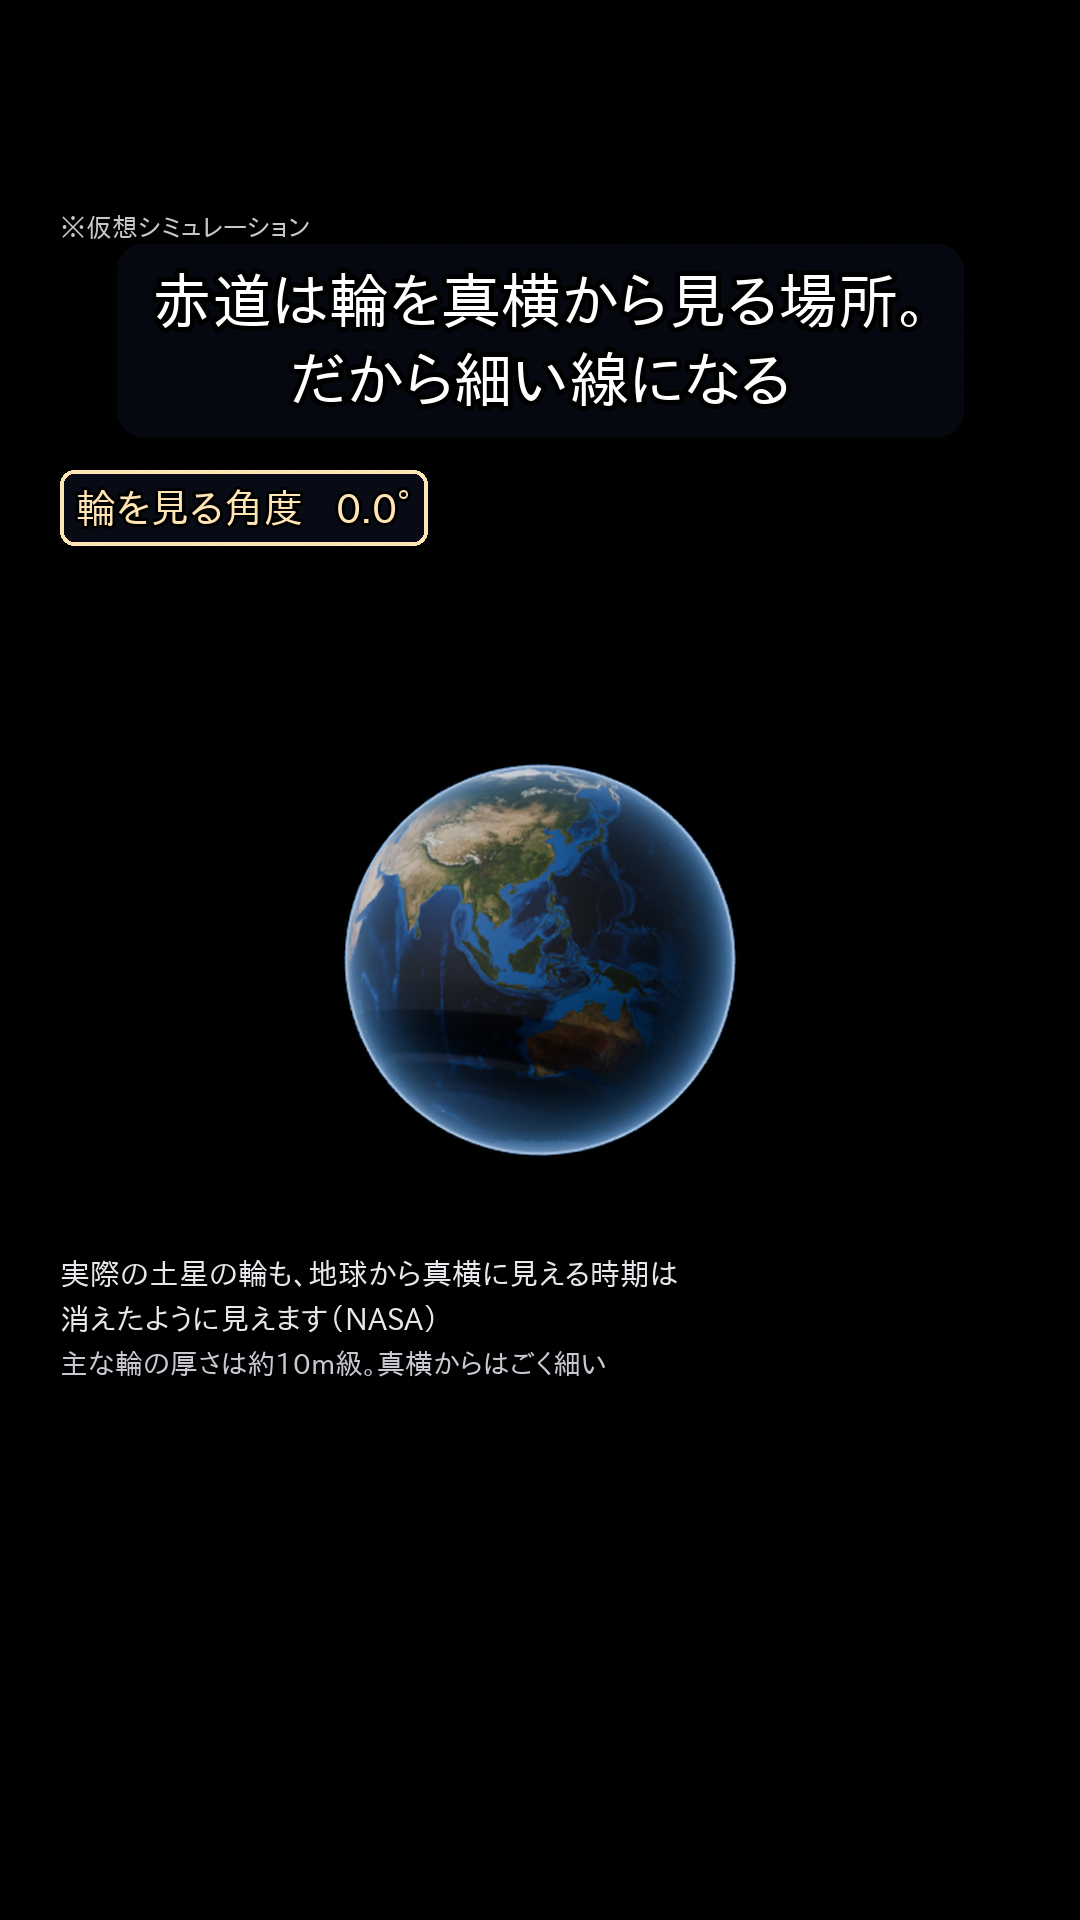 ※仮想シミュレーション
赤道は輪を真横から見る場所。
だから細い線になる
輪を見る角度　0.0°
実際の土星の輪も、地球から真横に見える時期は
消えたように見えます（NASA）
主な輪の厚さは約10m級。真横からはごく細い